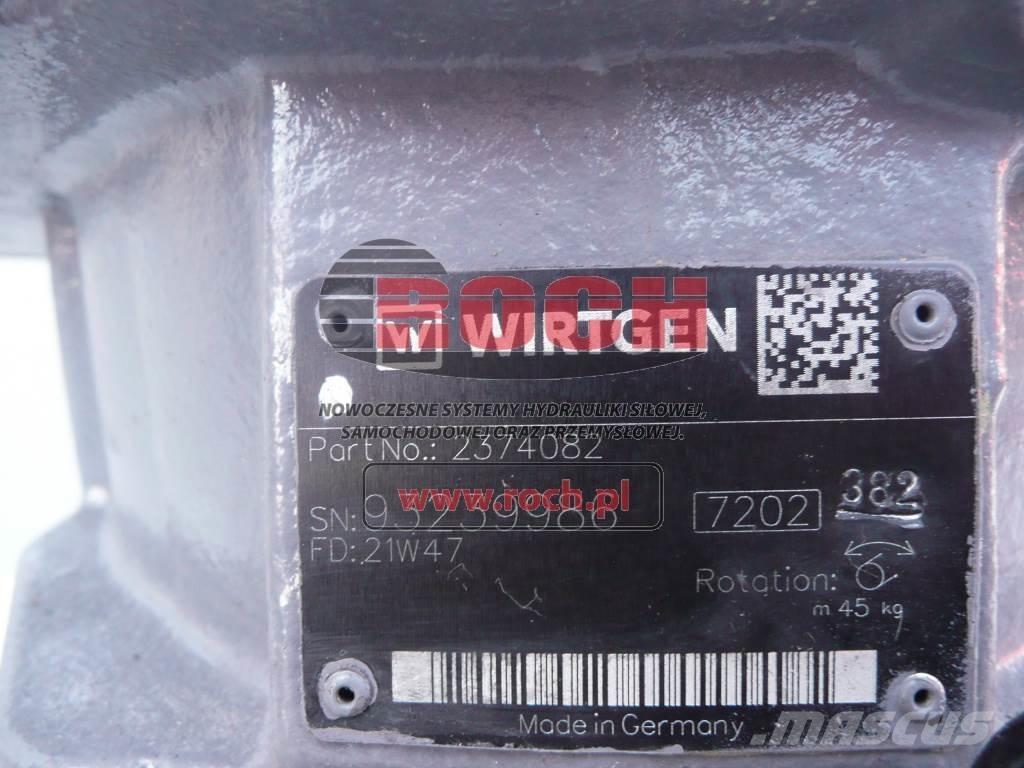 ROCH
W WIRTGEN
NOWOCZESNE SYSTEMY HYDRAULIKI SIŁOWEJ,
SAMOCHODOWEJ ORAZ PRZEMYSŁOWEJ.
Part No.: 2374082
www.roch.pl
SN: 93239986
7202
382
FD: 21W47
Rotation:
m 45 kg
Made in Germany
MASCUS